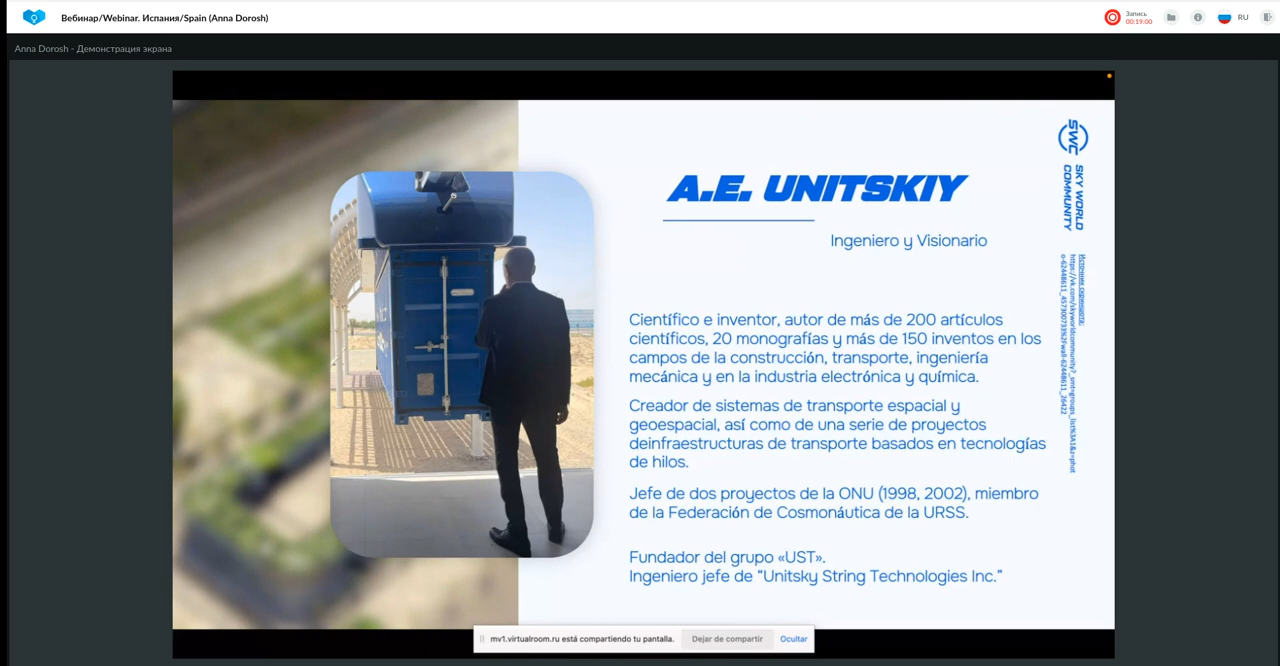 Вебинар/Webinar. Испания/Spain (Anna Dorosh)
Запись
00:19:00
RU
Anna Dorosh - Демонстрация экрана
A.E. UNITSKIY
Ingeniero y Visionario
Científico e inventor, autor de más de 200 artículos
científicos, 20 monografías y más de 150 inventos en los
campos de la construcción, transporte, ingeniería
mecánica y en la industria electrónica y química.
Creador de sistemas de transporte espacial y
geoespacial, así como de una serie de proyectos
deinfraestructuras de transporte basados en tecnologías
de hilos.
Jefe de dos proyectos de la ONU (1998, 2002), miembro
de la Federación de Cosmonáutica de la URSS.
Fundador del grupo «UST».
Ingeniero jefe de “Unitsky String Technologies Inc.”
SWC
SKY WORLD
COMMUNITY
Источник скриншота:
mv1.virtualroom.ru está compartiendo tu pantalla.
Dejar de compartir
Ocultar